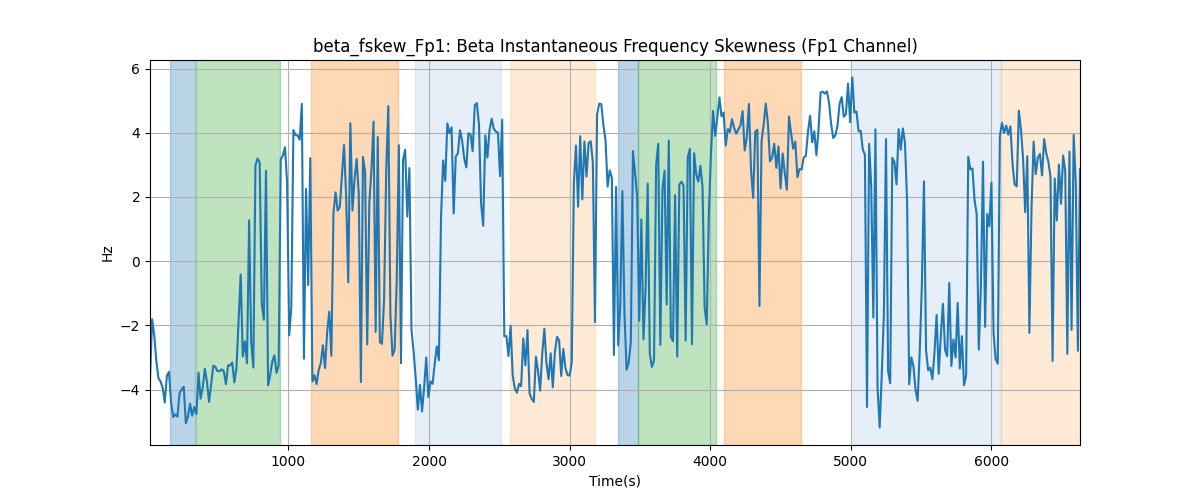 beta_fskew_Fp1: Beta Instantaneous Frequency Skewness (Fp1 Channel)
6
4
2
0
−2
−4
Hz
1000 2000 3000 4000 5000 6000
Time(s)